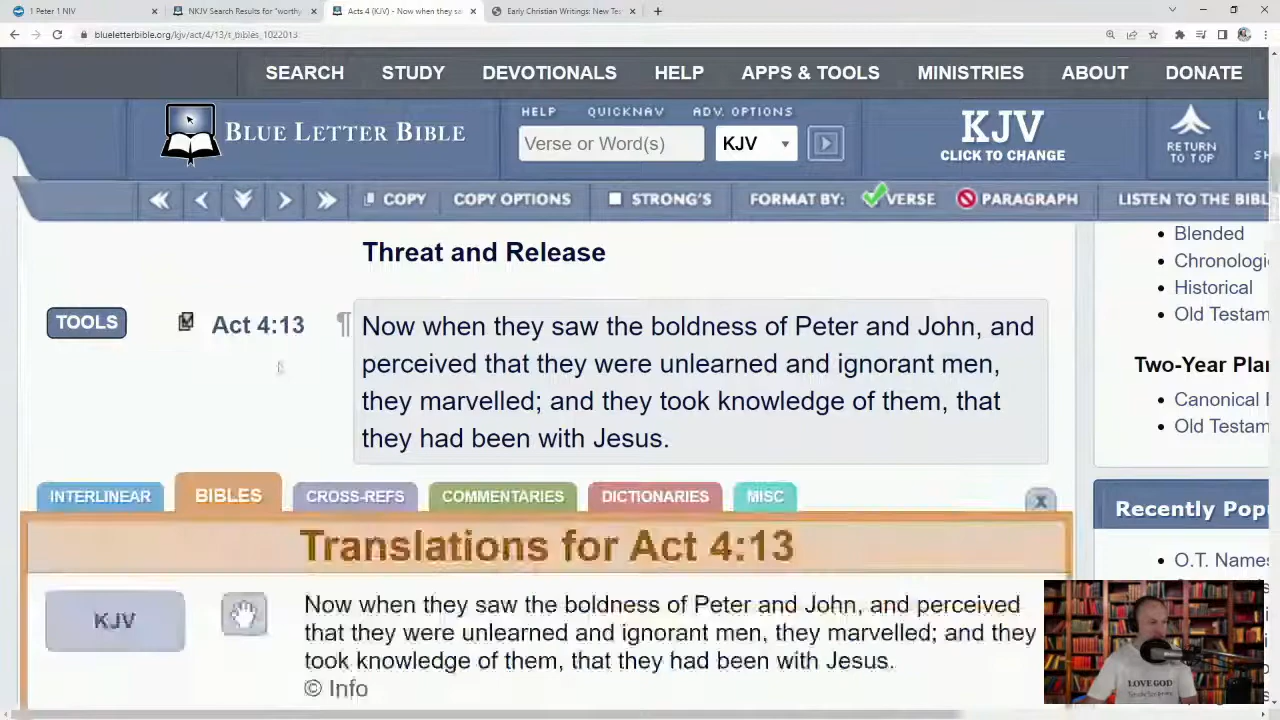 1 Peter 1 NIV
NKJV Search Results for "worthy
Acts 4 (KJV) - Now when they
Early Christian Writings: New Te
blueletterbible.org/kjv/act/4/13/t_bibles_1022013
SEARCH STUDY DEVOTIONALS HELP APPS & TOOLS MINISTRIES ABOUT DONATE
HELP QUICKNAV ADV. OPTIONS
BLUE LETTER BIBLE
Verse or Word(s) KJV
KJV
CLICK TO CHANGE
RETURN
TO TOP
COPY COPY OPTIONS STRONG'S FORMAT BY: VERSE PARAGRAPH LISTEN TO THE BIBL
Threat and Release
TOOLS Act 4:13 ¶ Now when they saw the boldness of Peter and John, and
perceived that they were unlearned and ignorant men,
they marvelled; and they took knowledge of them, that
they had been with Jesus.
INTERLINEAR BIBLES CROSS-REFS COMMENTARIES DICTIONARIES MISC X
Translations for Act 4:13
KJV
Now when they saw the boldness of Peter and John, and perceived
that they were unlearned and ignorant men, they marvelled; and they
took knowledge of them, that they had been with Jesus.
© Info
Blended
Chronologi
Historical
Old Testam
Two-Year Pla
Canonical
Old Testam
Recently Pop
O.T. Names
LOVE GOD